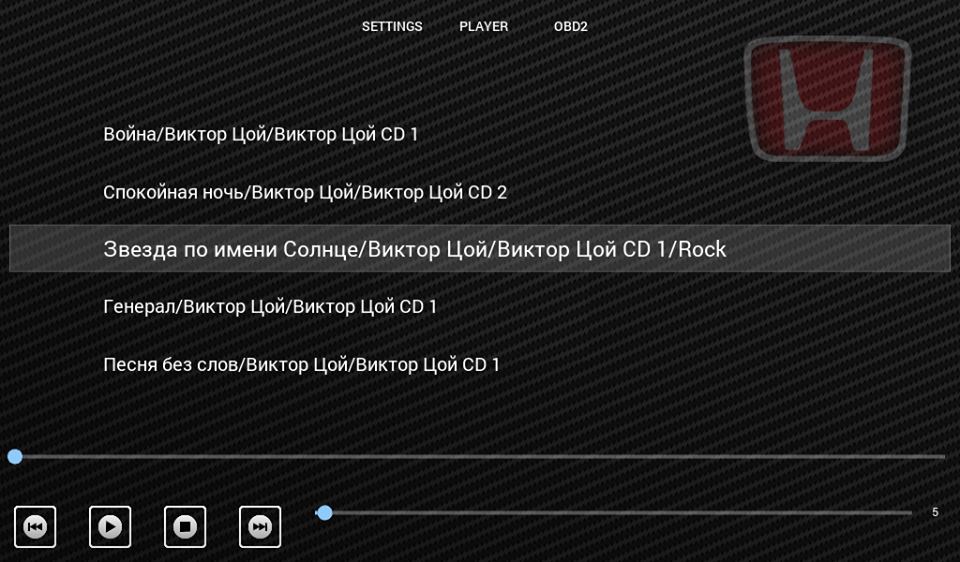 SETTINGS PLAYER OBD2
Война/Виктор Цой/Виктор Цой CD 1
Спокойная ночь/Виктор Цой/Виктор Цой CD 2
Звезда по имени Солнце/Виктор Цой/Виктор Цой CD 1/Rock
Генерал/Виктор Цой/Виктор Цой CD 1
Песня без слов/Виктор Цой/Виктор Цой CD 1
5